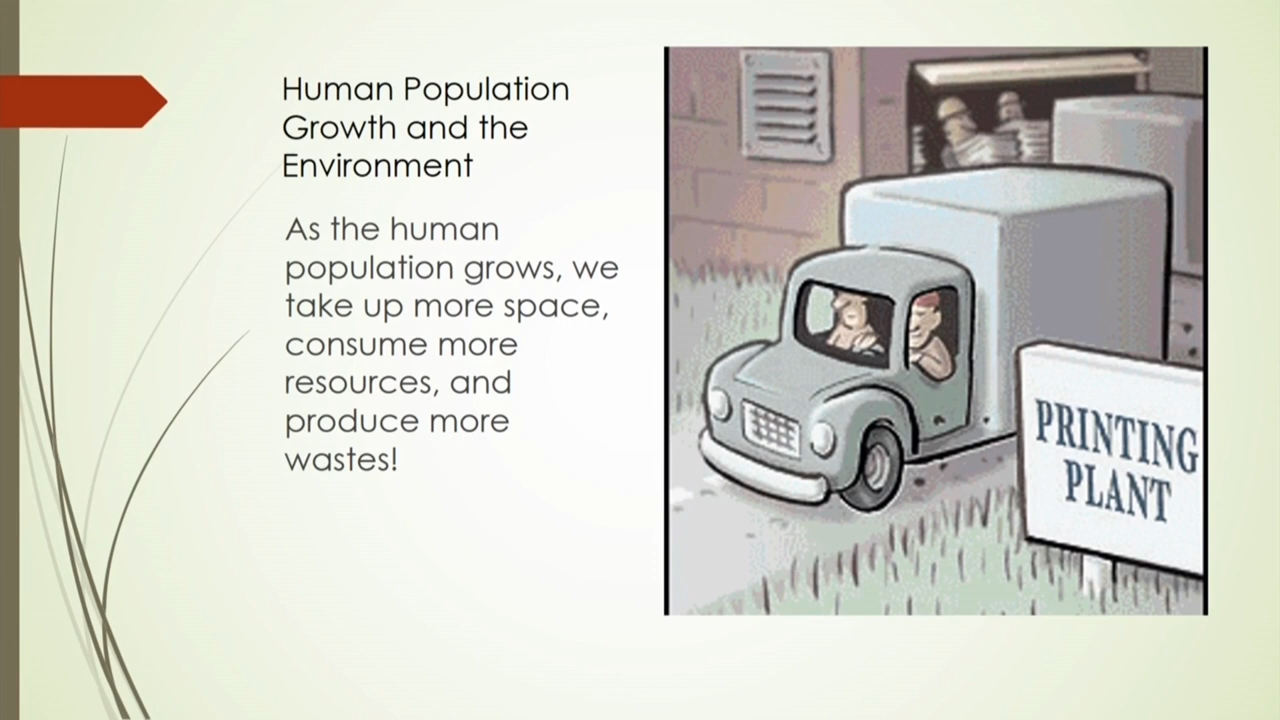 Human Population
Growth and the
Environment
As the human
population grows, we
take up more space,
consume more
resources, and
produce more
wastes!
PRINTING
PLANT